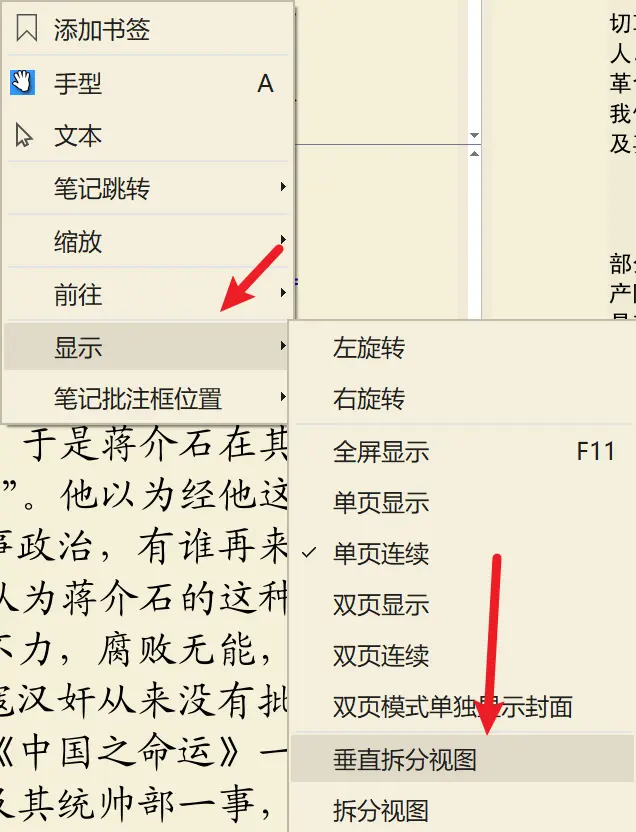 添加书签
手型 A
文本
笔记跳转
缩放
前往
显示
笔记批注框位置
左旋转
右旋转
全屏显示 F11
单页显示
单页连续
双页显示
双页连续
双页模式单独显示封面
垂直拆分视图
拆分视图
于是蒋介石在其
”。他以为经他这
事政治，有谁再来
认为蒋介石的这种
不力，腐败无能，
寇汉奸从来没有批
《中国之命运》一
及其统帅部一事，
切
人
革
我
及
部
产